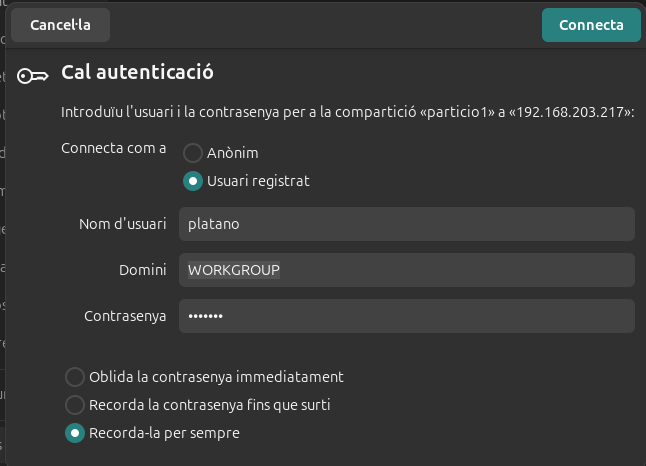 Cancel·la
Connecta
Cal autenticació
Introduïu l'usuari i la contrasenya per a la compartició «particio1» a «192.168.203.217»:
Connecta com a
Anònim
Usuari registrat
Nom d'usuari platano
Domini WORKGROUP
Contrasenya •••••••
Oblida la contrasenya immediatament
Recorda la contrasenya fins que surti
Recorda-la per sempre